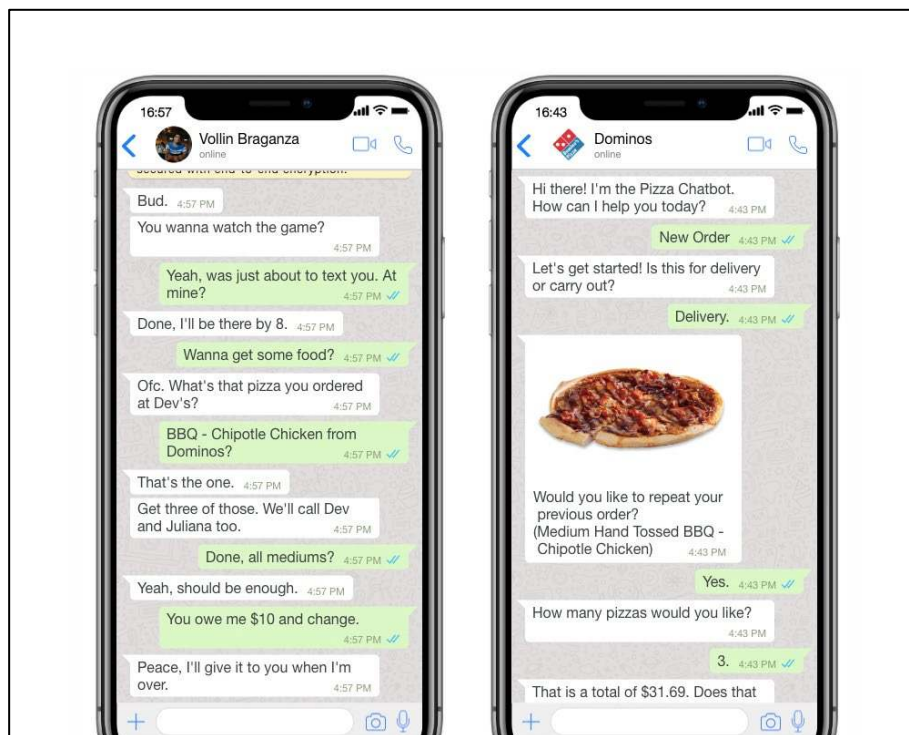 16:57
Vollin Braganza
online
secured with end-to-end encryption.
Bud. 4:57 PM
You wanna watch the game?
4:57 PM
Yeah, was just about to text you. At
mine? 4:57 PM
Done, I'll be there by 8. 4:57 PM
Wanna get some food? 4:57 PM
Ofc. What's that pizza you ordered
at Dev's? 4:57 PM
BBQ - Chipotle Chicken from
Dominos? 4:57 PM
That's the one. 4:57 PM
Get three of those. We'll call Dev
and Juliana too. 4:57 PM
Done, all mediums? 4:57 PM
Yeah, should be enough. 4:57 PM
You owe me $10 and change.
4:57 PM
Peace, I'll give it to you when I'm
over. 4:57 PM
16:43
Dominos
online
Hi there! I'm the Pizza Chatbot.
How can I help you today? 4:43 PM
New Order 4:43 PM
Let's get started! Is this for delivery
or carry out? 4:43 PM
Delivery. 4:43 PM
Would you like to repeat your
previous order?
(Medium Hand Tossed BBQ -
Chipotle Chicken) 4:43 PM
Yes. 4:43 PM
How many pizzas would you like?
4:43 PM
3. 4:43 PM
That is a total of $31.69. Does that